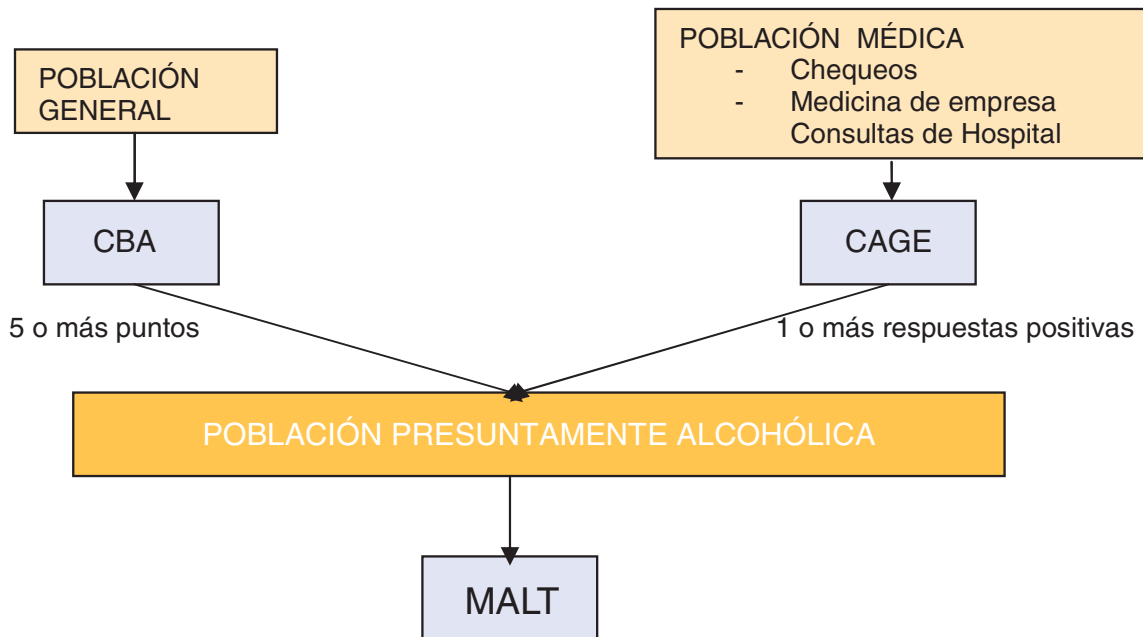 POBLACIÓN
GENERAL
POBLACIÓN MÉDICA
- Chequeos
- Medicina de empresa
Consultas de Hospital
CBA
CAGE
5 o más puntos
1 o más respuestas positivas
POBLACIÓN PRESUNTAMENTE ALCOHÓLICA
MALT